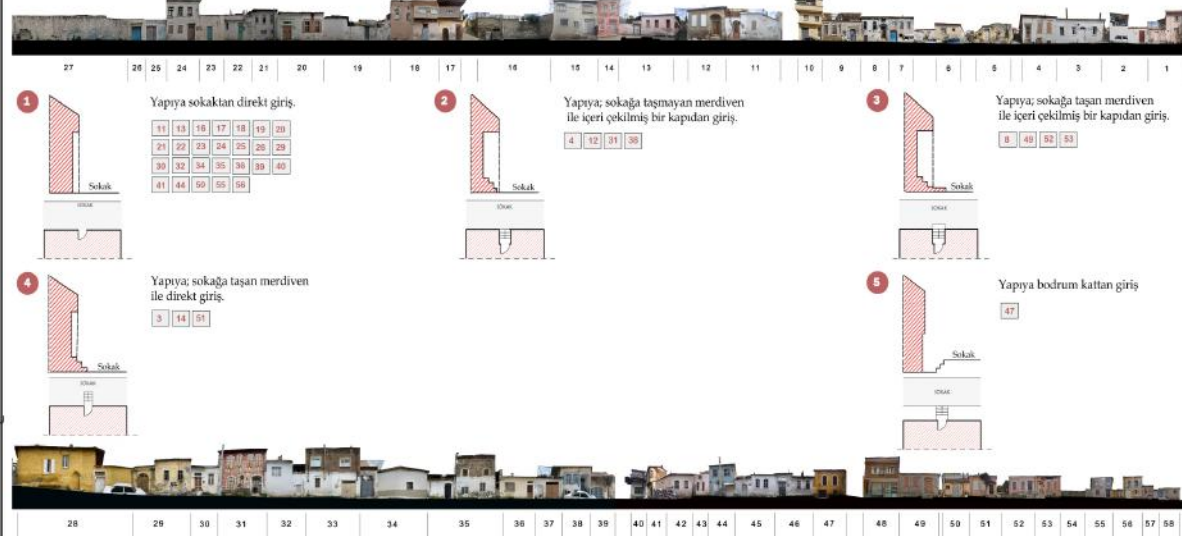 27 26 25 24 23 22 21 20 19 18 17 16 15 14 13 12 11 10 9 8 7 6 5 4 3 2 1
1
Yapıya sokaktan direkt giriş.
11 13 16 17 18 19 20
21 22 23 24 25 26 29
30 32 34 35 36 39 40
41 44 50 55 56
Sokak
SOKAK
2
Yapıya; sokağa taşmayan merdiven
ile içeri çekilmiş bir kapıdan giriş.
4 12 31 38
Sokak
SOKAK
3
Yapıya; sokağa taşan merdiven
ile içeri çekilmiş bir kapıdan giriş.
8 49 52 53
Sokak
SOKAK
4
Yapıya; sokağa taşan merdiven
ile direkt giriş.
3 14 51
Sokak
SOKAK
5
Yapıya bodrum kattan giriş
47
Sokak
SOKAK
28 29 30 31 32 33 34 35 36 37 38 39 40 41 42 43 44 45 46 47 48 49 50 51 52 53 54 55 56 57 58